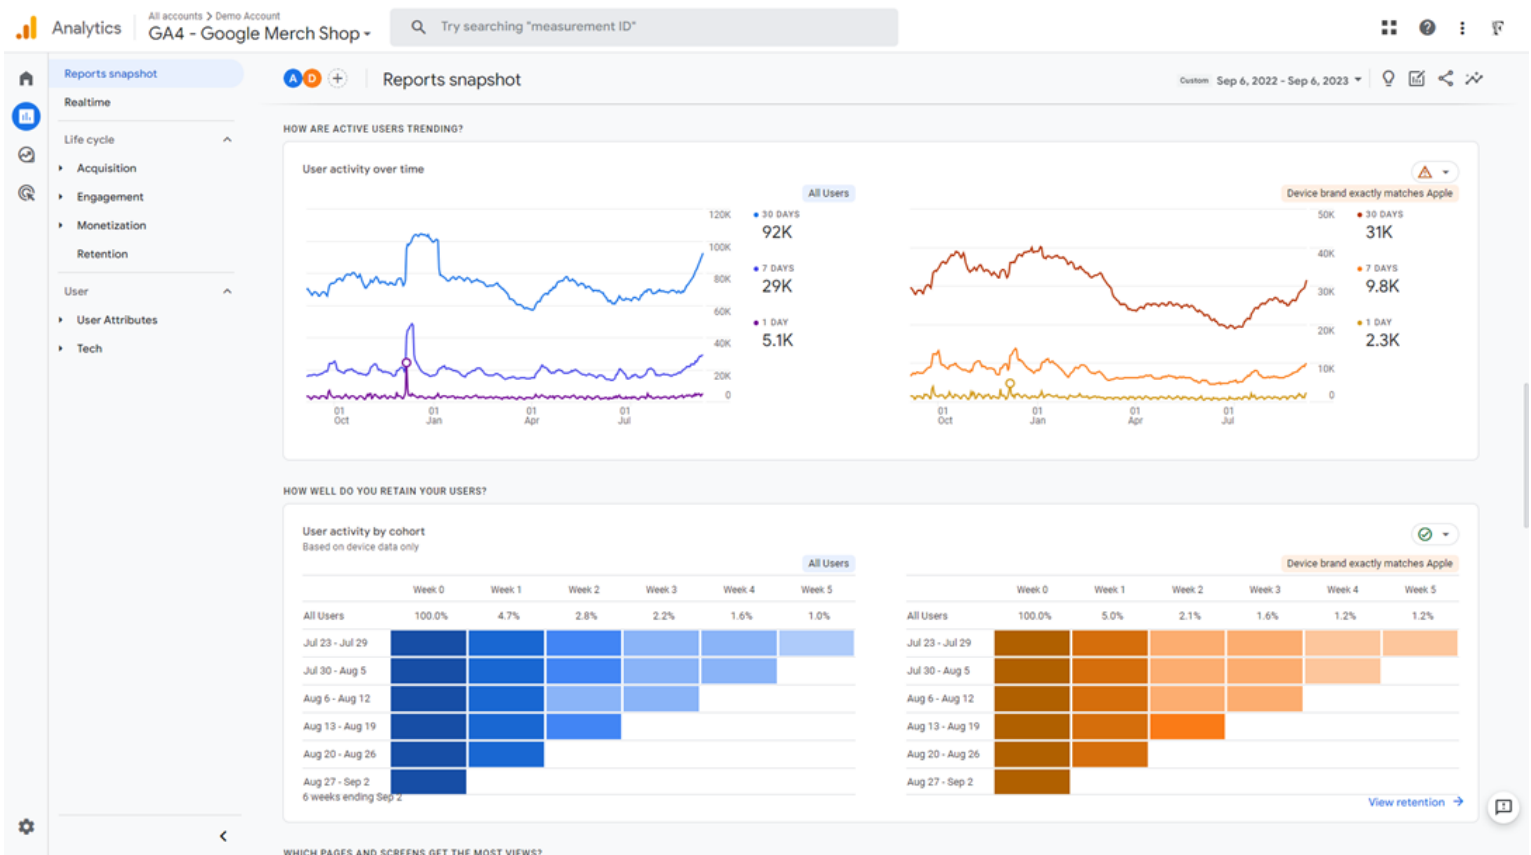 Analytics
All accounts > Demo Account
GA4 - Google Merch Shop
Try searching "measurement ID"
Reports snapshot
Realtime
Life cycle
Acquisition
Engagement
Monetization
Retention
User
User Attributes
Tech
A D
Reports snapshot
Custom Sep 6, 2022 - Sep 6, 2023
HOW ARE ACTIVE USERS TRENDING?
User activity over time
All Users
120K
100K
80K
60K
40K
20K
0
01 Oct
01 Jan
01 Apr
01 Jul
30 DAYS
92K
7 DAYS
29K
1 DAY
5.1K
Device brand exactly matches Apple
50K
40K
30K
20K
10K
0
01 Oct
01 Jan
01 Apr
01 Jul
30 DAYS
31K
7 DAYS
9.8K
1 DAY
2.3K
HOW WELL DO YOU RETAIN YOUR USERS?
User activity by cohort
Based on device data only
All Users
Week 0 Week 1 Week 2 Week 3 Week 4 Week 5
All Users 100.0% 4.7% 2.8% 2.2% 1.6% 1.0%
Jul 23 - Jul 29
Jul 30 - Aug 5
Aug 6 - Aug 12
Aug 13 - Aug 19
Aug 20 - Aug 26
Aug 27 - Sep 2
6 weeks ending Sep 2
Device brand exactly matches Apple
Week 0 Week 1 Week 2 Week 3 Week 4 Week 5
All Users 100.0% 5.0% 2.1% 1.6% 1.2% 1.2%
Jul 23 - Jul 29
Jul 30 - Aug 5
Aug 6 - Aug 12
Aug 13 - Aug 19
Aug 20 - Aug 26
Aug 27 - Sep 2
View retention
WHICH PAGES AND SCREENS GET THE MOST VIEWS?